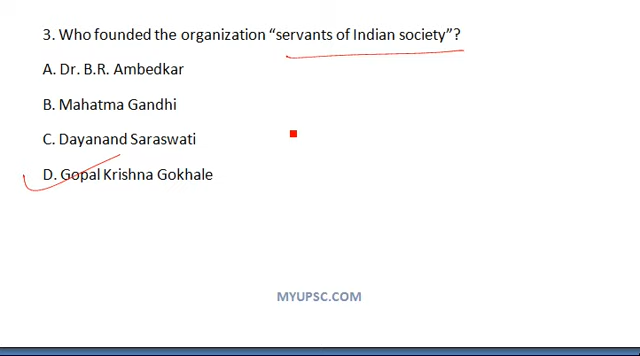 3. Who founded the organization “servants of Indian society”?
A. Dr. B.R. Ambedkar
B. Mahatma Gandhi
C. Dayanand Saraswati
D. Gopal Krishna Gokhale
MYUPSC.COM